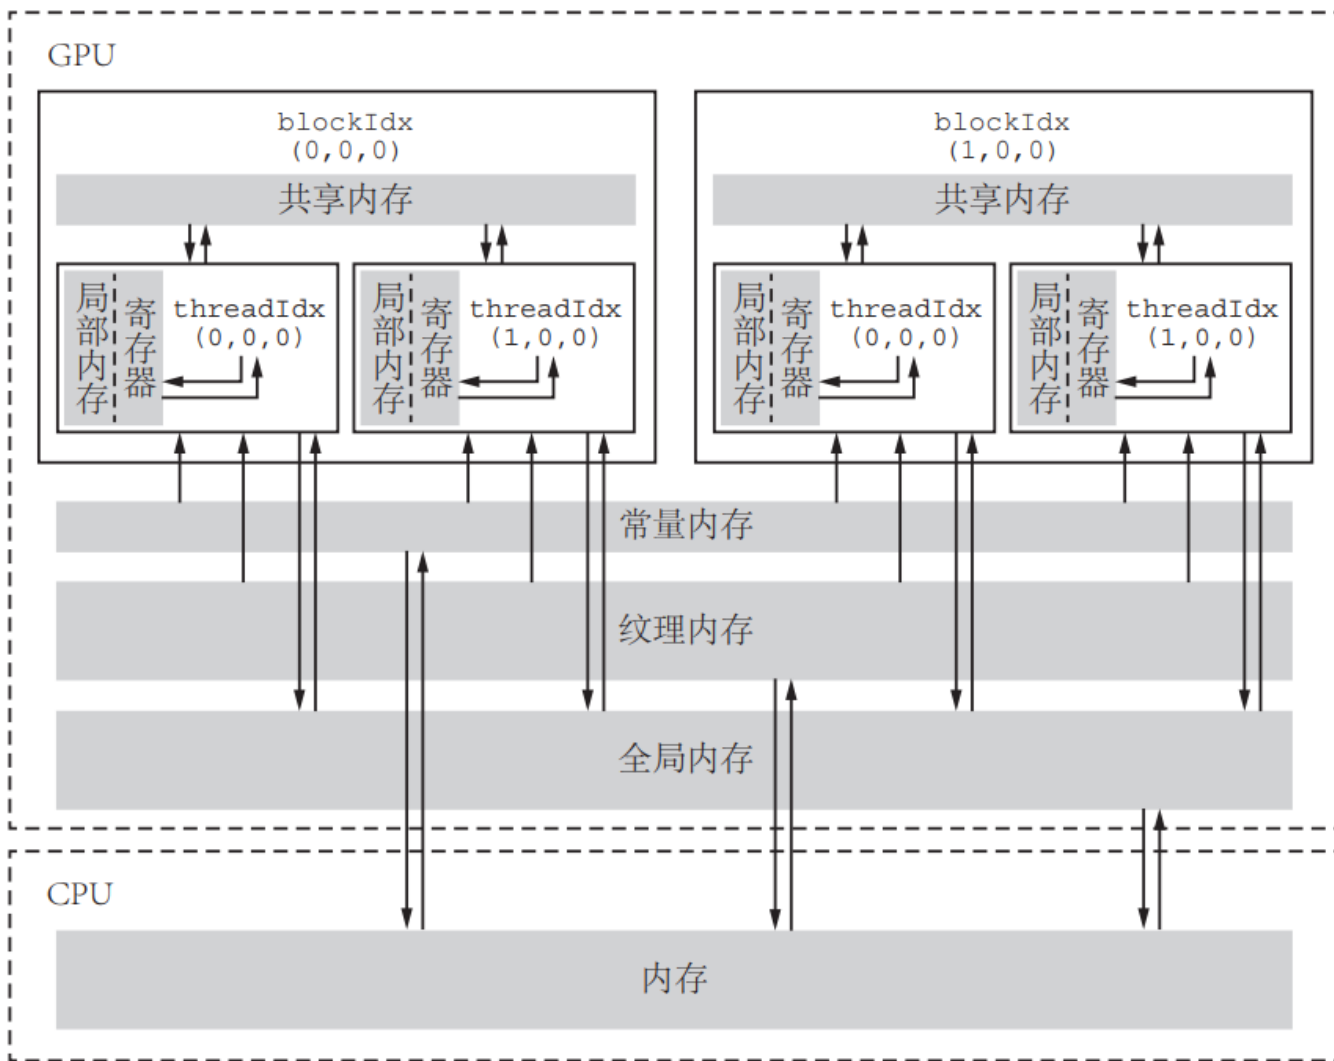 GPU
blockIdx
(0,0,0)
共享内存
局部内存
寄存器
threadIdx
(0,0,0)
局部内存
寄存器
threadIdx
(1,0,0)
blockIdx
(1,0,0)
共享内存
局部内存
寄存器
threadIdx
(0,0,0)
局部内存
寄存器
threadIdx
(1,0,0)
常量内存
纹理内存
全局内存
CPU
内存